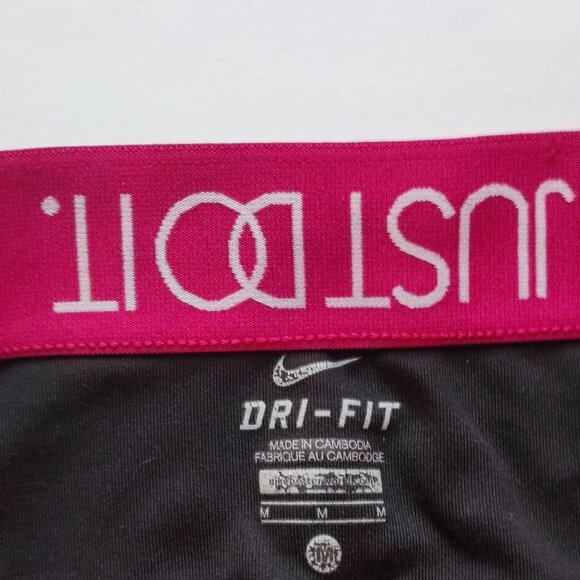 JUST DO IT.
DRI-FIT
MADE IN CAMBODIA
FABRIQUE AU CAMBODGE
M M M
M